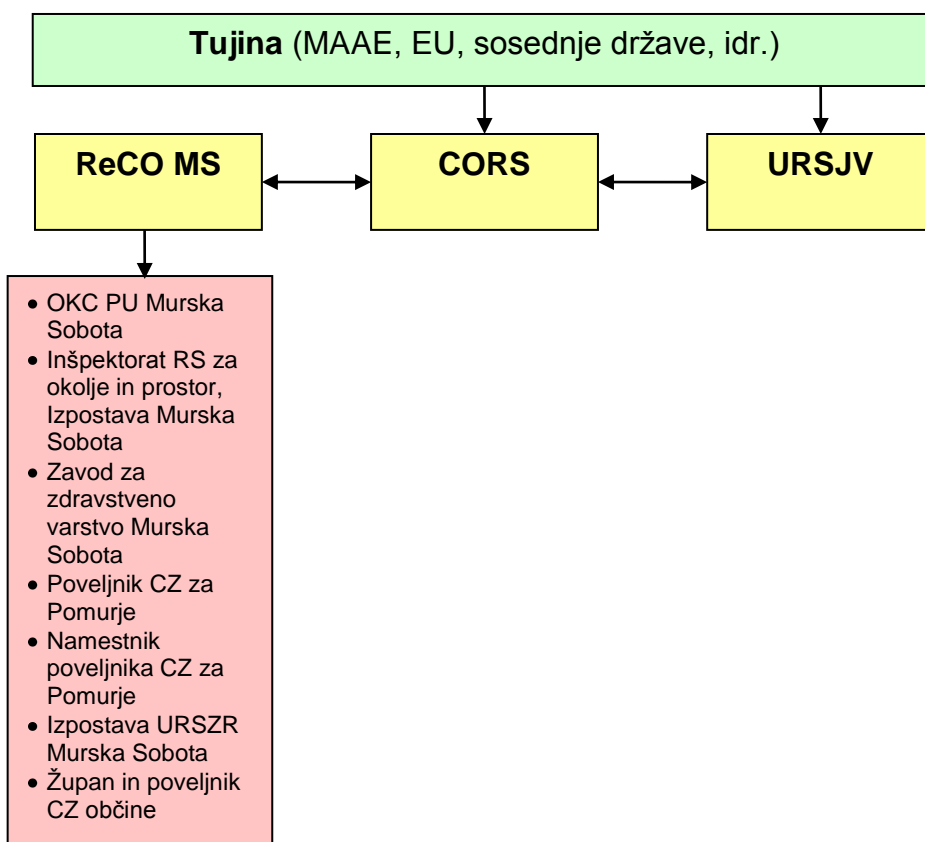 Tujina (MAAE, EU, sosednje države, idr.)
ReCO MS
CORS
URSJV
• OKC PU Murska
Sobota
• Inšpektorat RS za
okolje in prostor,
Izpostava Murska
Sobota
• Zavod za
zdravstveno
varstvo Murska
Sobota
• Poveljnik CZ za
Pomurje
• Namestnik
poveljnika CZ za
Pomurje
• Izpostava URSZR
Murska Sobota
• Župan in poveljnik
CZ občine